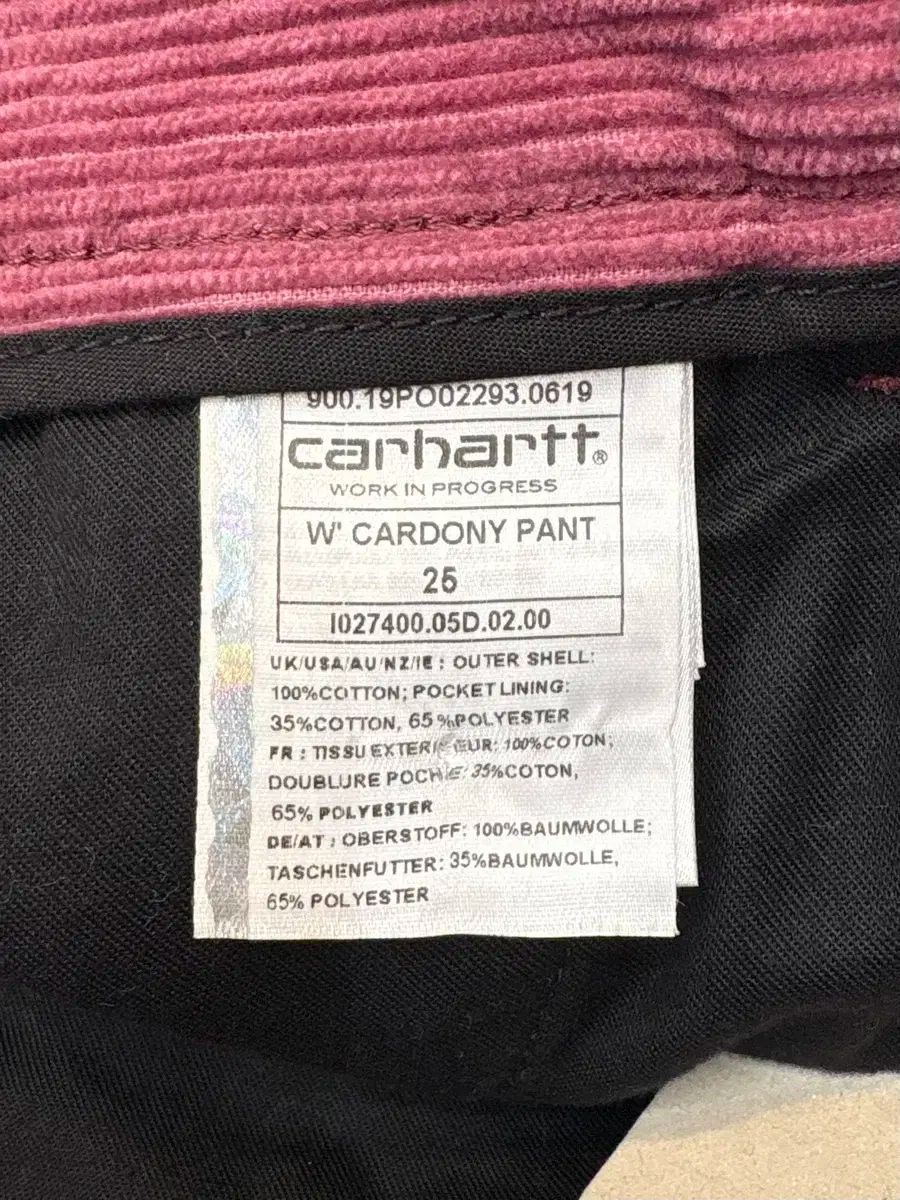 900.19PO02293.0619
carhartt®
WORK IN PROGRESS
W' CARDONY PANT
25
I027400.05D.02.00
UK/USA/AU/NZ/IE : OUTER SHELL:
100%COTTON; POCKET LINING:
35%COTTON, 65%POLYESTER
FR : TISSU EXTERIEUR: 100%COTON;
DOUBLURE POCHE: 35%COTON,
65% POLYESTER
DE/AT : OBERSTOFF: 100%BAUMWOLLE;
TASCHENFUTTER: 35%BAUMWOLLE,
65% POLYESTER